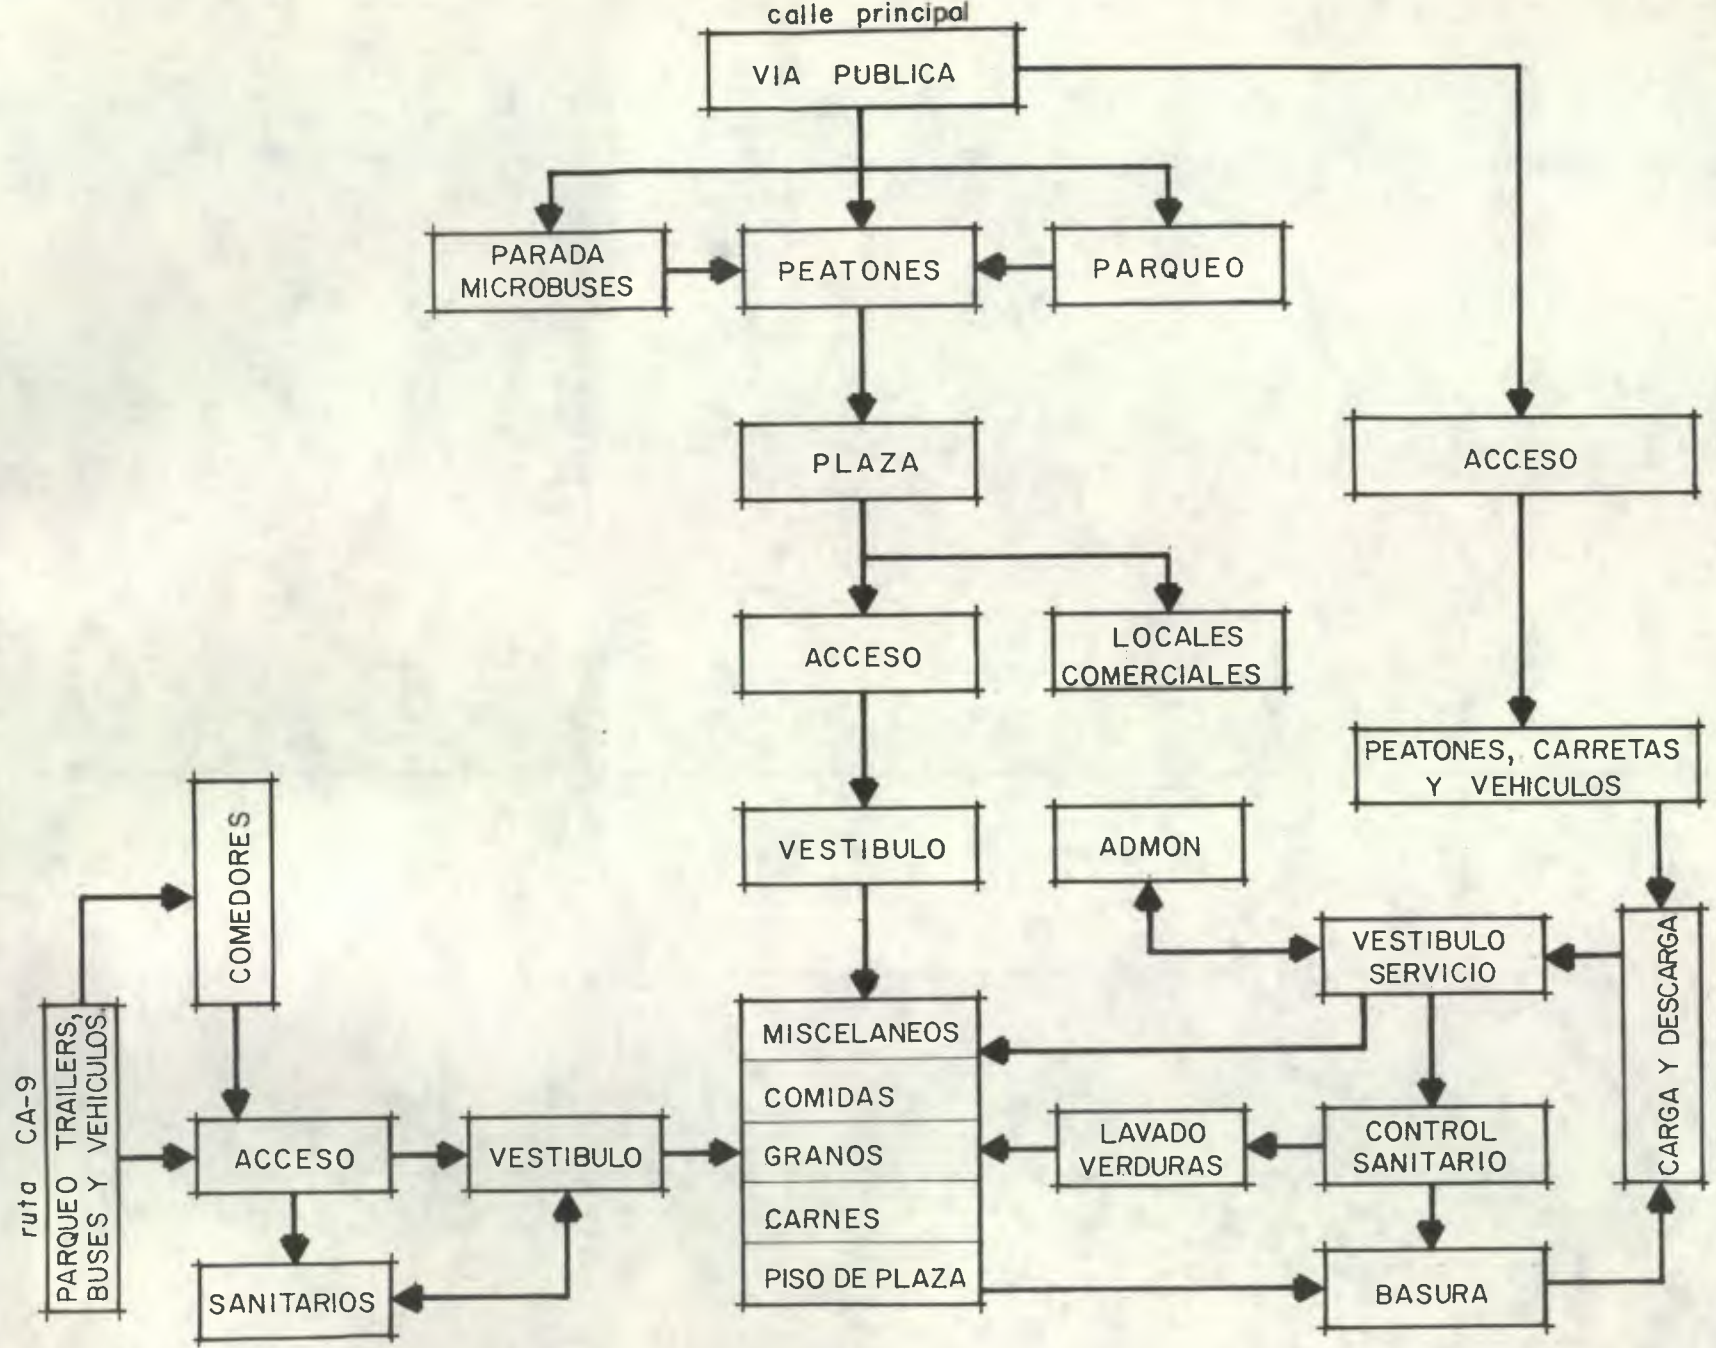 calle principal
VIA PUBLICA
PARADA
MICROBUSES
PEATONES
PARQUEO
PLAZA
ACCESO
ACCESO
LOCALES
COMERCIALES
PEATONES, CARRETAS
Y VEHICULOS
VESTIBULO
ADMON
COMEDORES
VESTIBULO
SERVICIO
CARGA Y DESCARGA
ruta CA-9
PARQUEO TRAILERS,
BUSES Y VEHICULOS.
MISCELANEOS
COMIDAS
GRANOS
CARNES
PISO DE PLAZA
ACCESO
VESTIBULO
LAVADO
VERDURAS
CONTROL
SANITARIO
SANITARIOS
BASURA